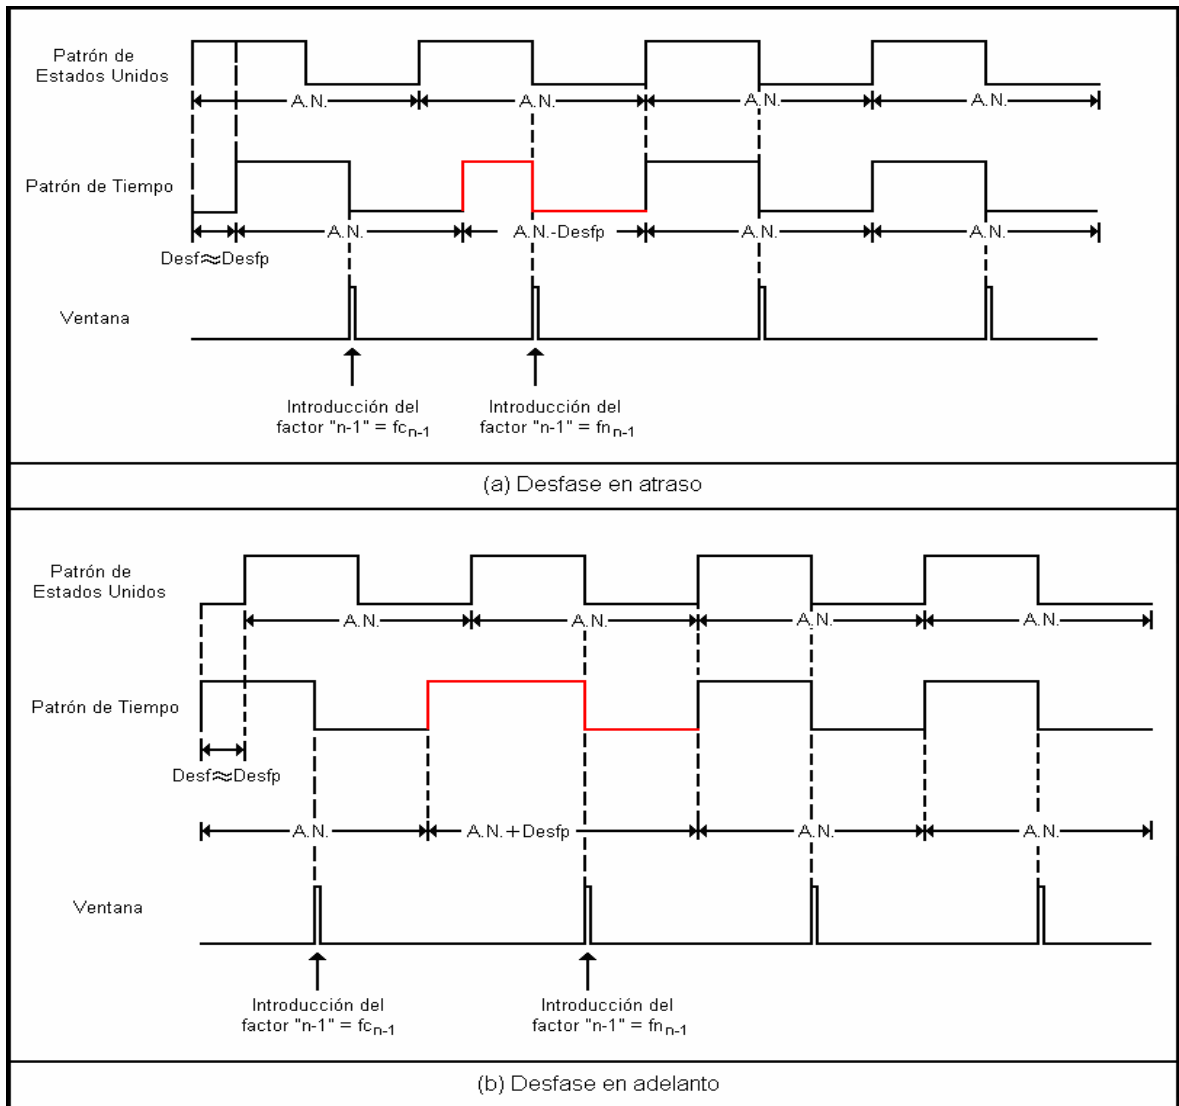 Patrón de
Estados Unidos
A.N. A.N. A.N. A.N.
Patrón de Tiempo
A.N. A.N.-Desfp A.N. A.N.
Desf≈Desfp
Ventana
Introducción del
factor "n-1" = fcn-1
Introducción del
factor "n-1" = fnn-1
(a) Desfase en atraso
Patrón de
Estados Unidos
A.N. A.N. A.N. A.N.
Patrón de Tiempo
Desf≈Desfp
A.N. A.N.+Desfp A.N. A.N.
Ventana
Introducción del
factor "n-1" = fcn-1
Introducción del
factor "n-1" = fnn-1
(b) Desfase en adelanto